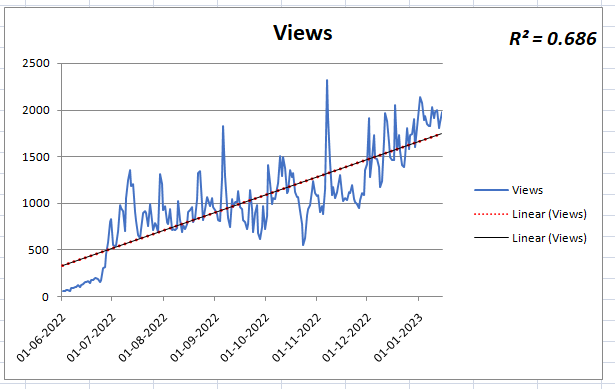 Views
R² = 0.686
2500
2000
1500
1000
500
0
01-06-2022
01-07-2022
01-08-2022
01-09-2022
01-10-2022
01-11-2022
01-12-2022
01-01-2023
Views
Linear (Views)
Linear (Views)